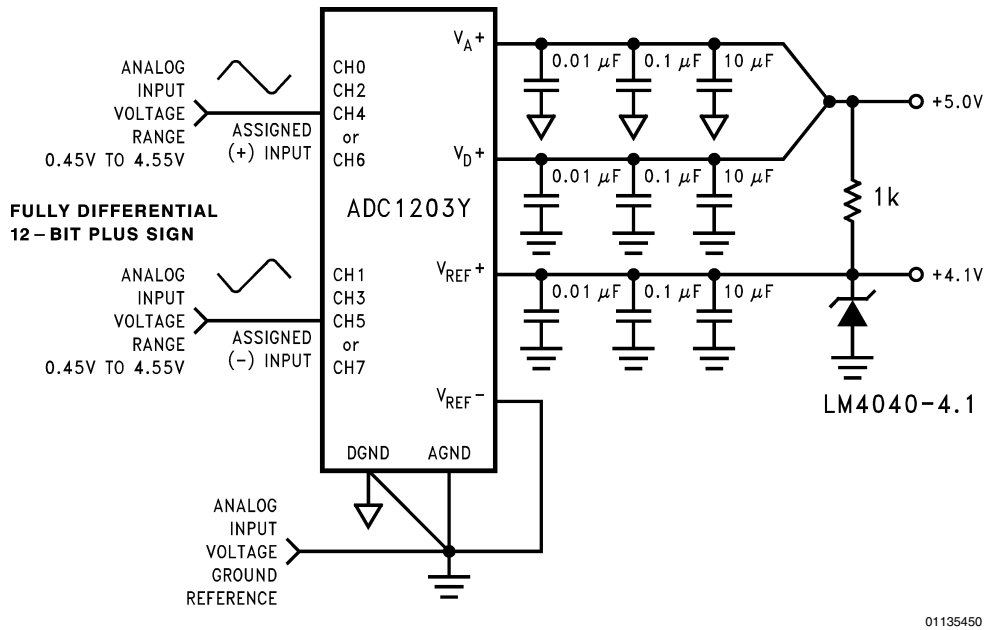 ANALOG
INPUT
VOLTAGE
RANGE
0.45V TO 4.55V
ASSIGNED
(+) INPUT
CH0
CH2
CH4
or
CH6
FULLY DIFFERENTIAL
12–BIT PLUS SIGN
ADC1203Y
ANALOG
INPUT
VOLTAGE
RANGE
0.45V TO 4.55V
ASSIGNED
(–) INPUT
CH1
CH3
CH5
or
CH7
VA+
0.01 µF 0.1 µF 10 µF
+5.0V
VD+
0.01 µF 0.1 µF 10 µF
1k
VREF+
0.01 µF 0.1 µF 10 µF
+4.1V
LM4040-4.1
VREF–
DGND AGND
ANALOG
INPUT
VOLTAGE
GROUND
REFERENCE
01135450